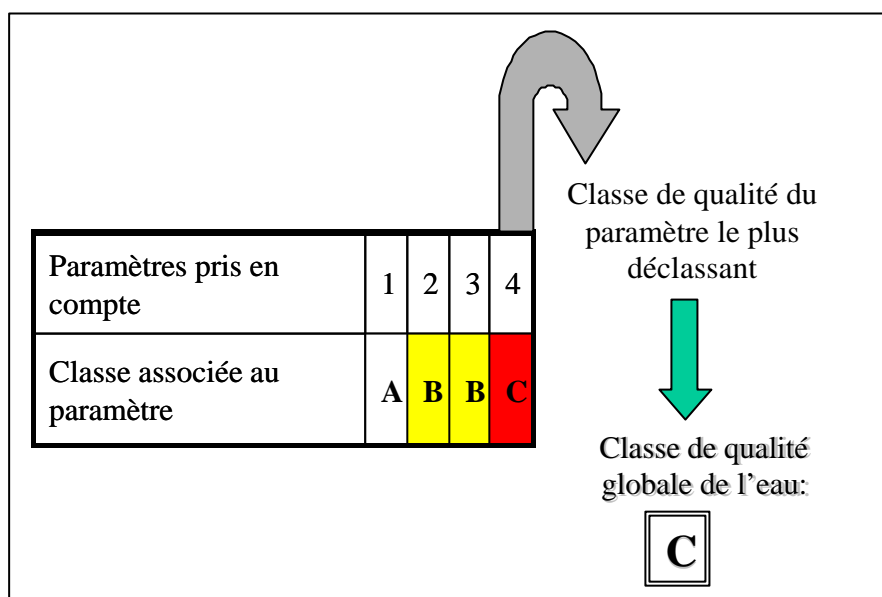 Classe de qualité du
paramètre le plus
déclassant
Paramètres pris en
compte
1 2 3 4
Classe associée au
paramètre
A B B C
Classe de qualité
globale de l’eau:
C